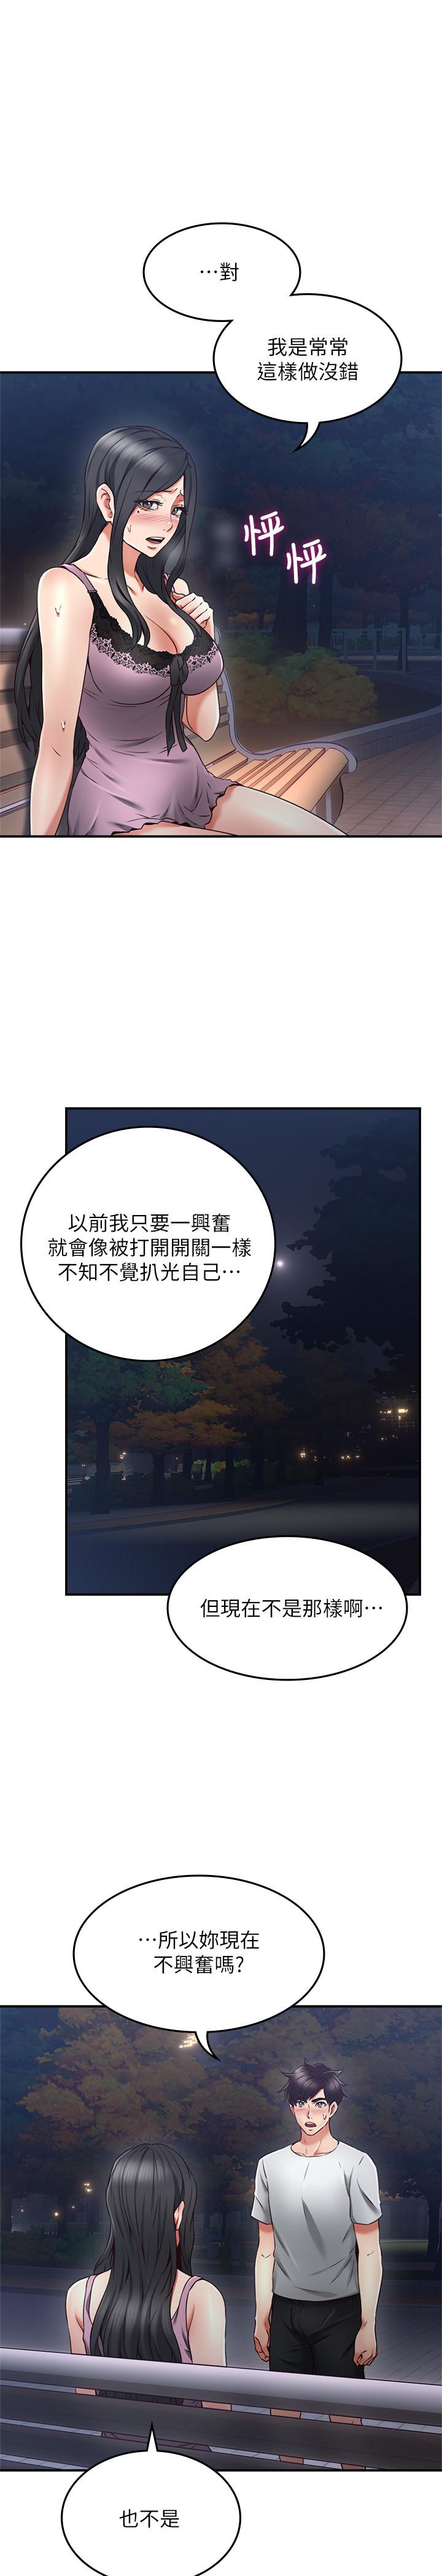 …對
我是常常
這樣做沒錯
怦
怦
以前我只要一興奮
就會像被打開開關一樣
不知不覺扒光自己…
但現在不是那樣啊…
…所以妳現在
不興奮嗎?
也不是